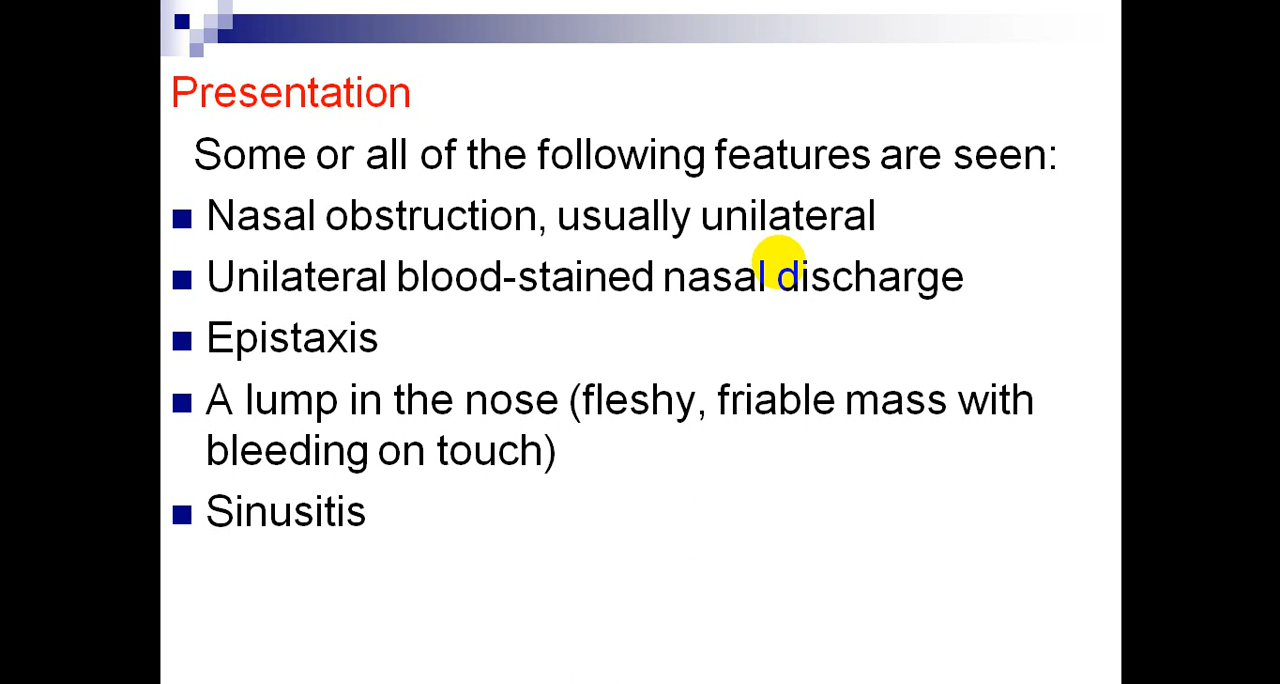 Presentation
Some or all of the following features are seen:
Nasal obstruction, usually unilateral
Unilateral blood-stained nasal discharge
Epistaxis
A lump in the nose (fleshy, friable mass with
bleeding on touch)
Sinusitis